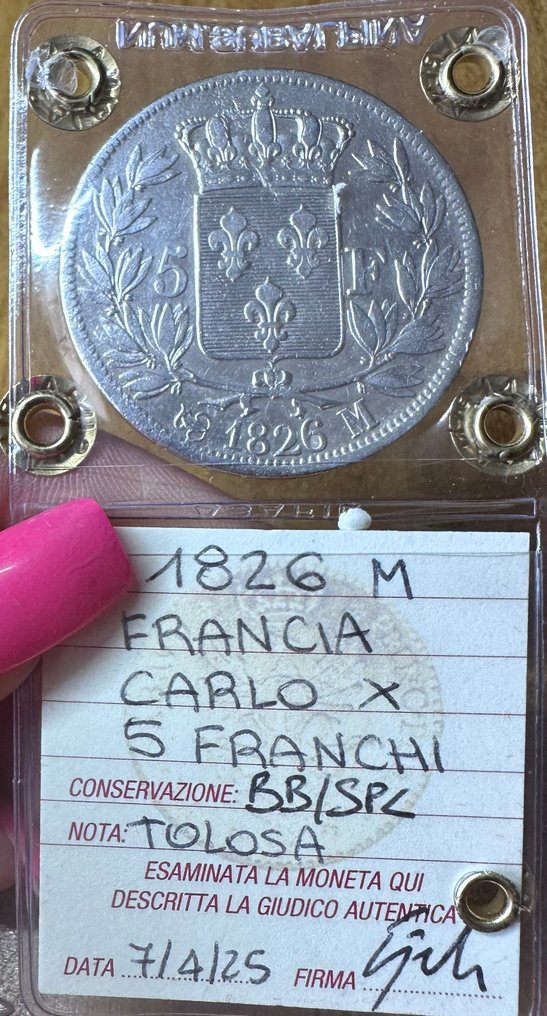 5 F
1826 M
1826 M
FRANCIA
CARLO X
5 FRANCHI
CONSERVAZIONE: BB/SPL
NOTA: TOLOSA
ESAMINATA LA MONETA QUI
DESCRITTA LA GIUDICO AUTENTICA
DATA 7/4/25 FIRMA